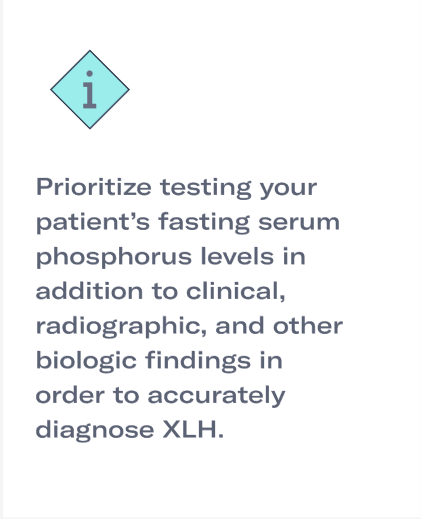 i
Prioritize testing your
patient’s fasting serum
phosphorus levels in
addition to clinical,
radiographic, and other
biologic findings in
order to accurately
diagnose XLH.